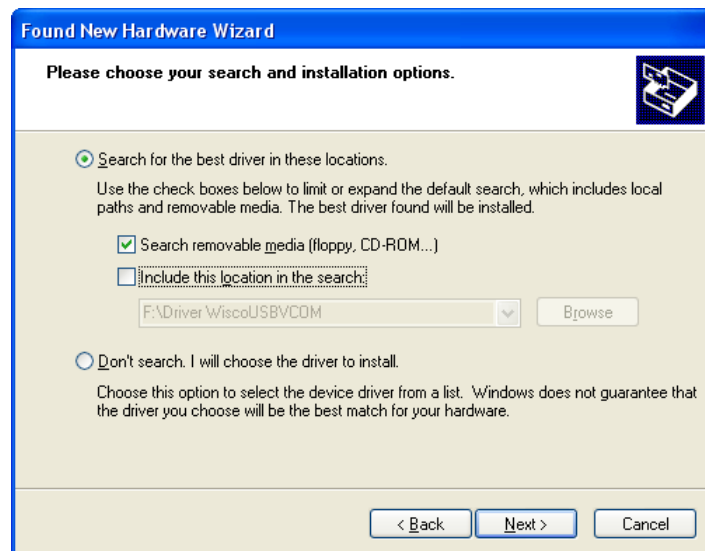 Found New Hardware Wizard
Please choose your search and installation options.
Search for the best driver in these locations.
Use the check boxes below to limit or expand the default search, which includes local
paths and removable media. The best driver found will be installed.
Search removable media (floppy, CD-ROM...)
Include this location in the search:
F:\Driver WiscoUSBVCOM
Browse
Don't search. I will choose the driver to install.
Choose this option to select the device driver from a list. Windows does not guarantee that
the driver you choose will be the best match for your hardware.
< Back Next > Cancel